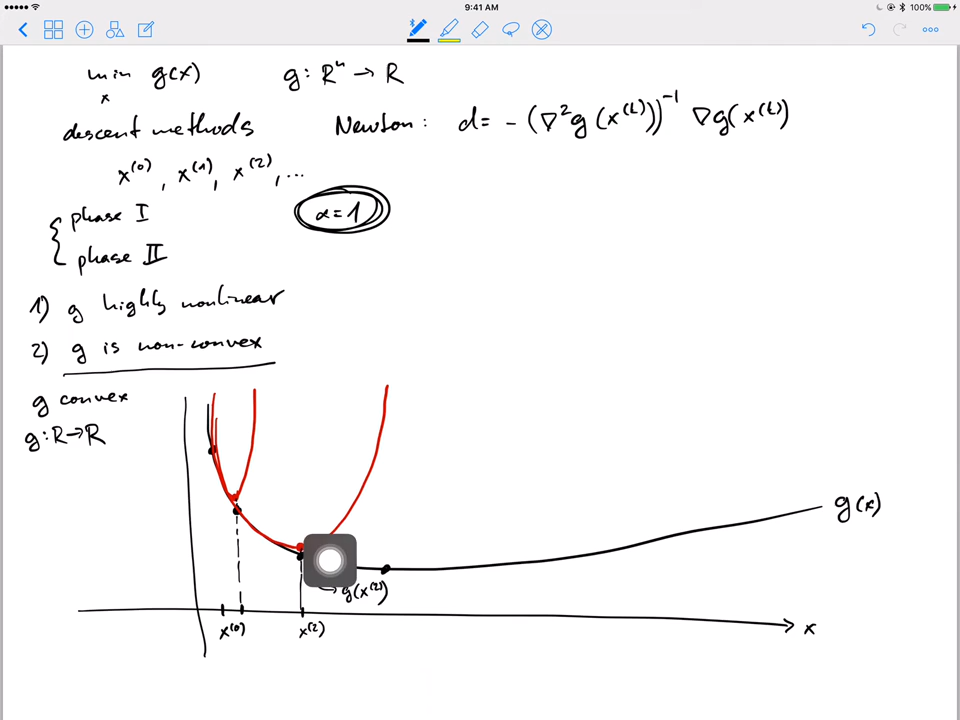 9:41 AM
100%
min g(x) g: Rⁿ → R
x
descent methods Newton: d = - (∇²g(x^(k)))^-1 ∇g(x^(k))
x^(0), x^(1), x^(2), ...
phase I
α = 1
phase II
1) g highly nonlinear
2) g is non-convex
g convex
g: R → R
g(x)
→ g(x^(2))
x^(0) x^(2) x